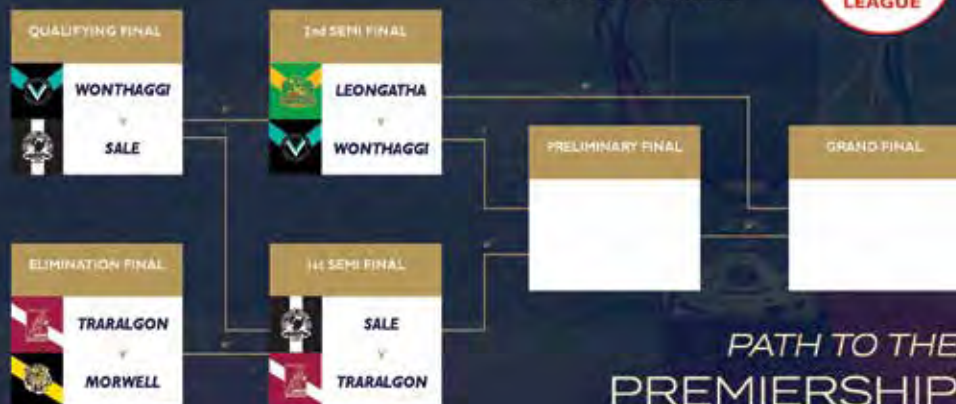 LEAGUE
QUALIFYING FINAL
WONTHAGGI
V
SALE
2nd SEMI FINAL
LEONGATHA
V
WONTHAGGI
PRELIMINARY FINAL
GRAND FINAL
ELIMINATION FINAL
TRARALGON
V
MORWELL
1st SEMI FINAL
SALE
V
TRARALGON
PATH TO THE
PREMIERSHIP